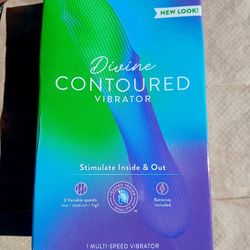 NEW LOOK!
Divine
CONTOURED
VIBRATOR
Stimulate Inside & Out
3 Variable speeds:
low • medium • high
Batteries
included
1 MULTI-SPEED VIBRATOR